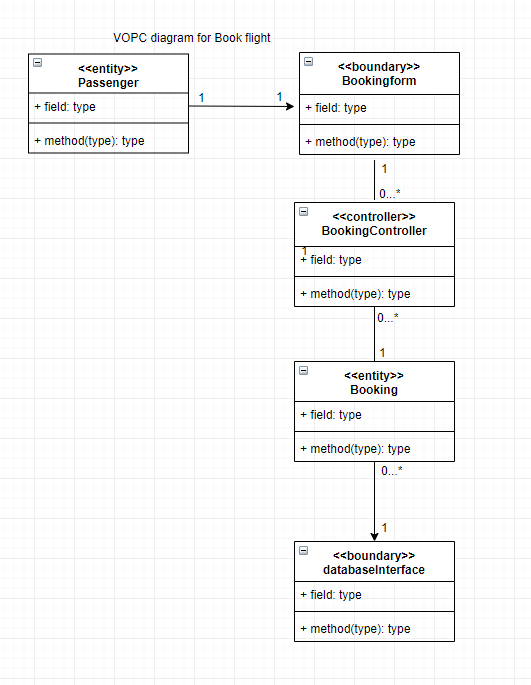 VOPC diagram for Book flight
<<entity>>
Passenger
+ field: type
+ method(type): type
1
1
<<boundary>>
Bookingform
+ field: type
+ method(type): type
1
0...*
<<controller>>
BookingController
1
+ field: type
+ method(type): type
0...*
1
<<entity>>
Booking
+ field: type
+ method(type): type
0...*
1
<<boundary>>
databaseInterface
+ field: type
+ method(type): type